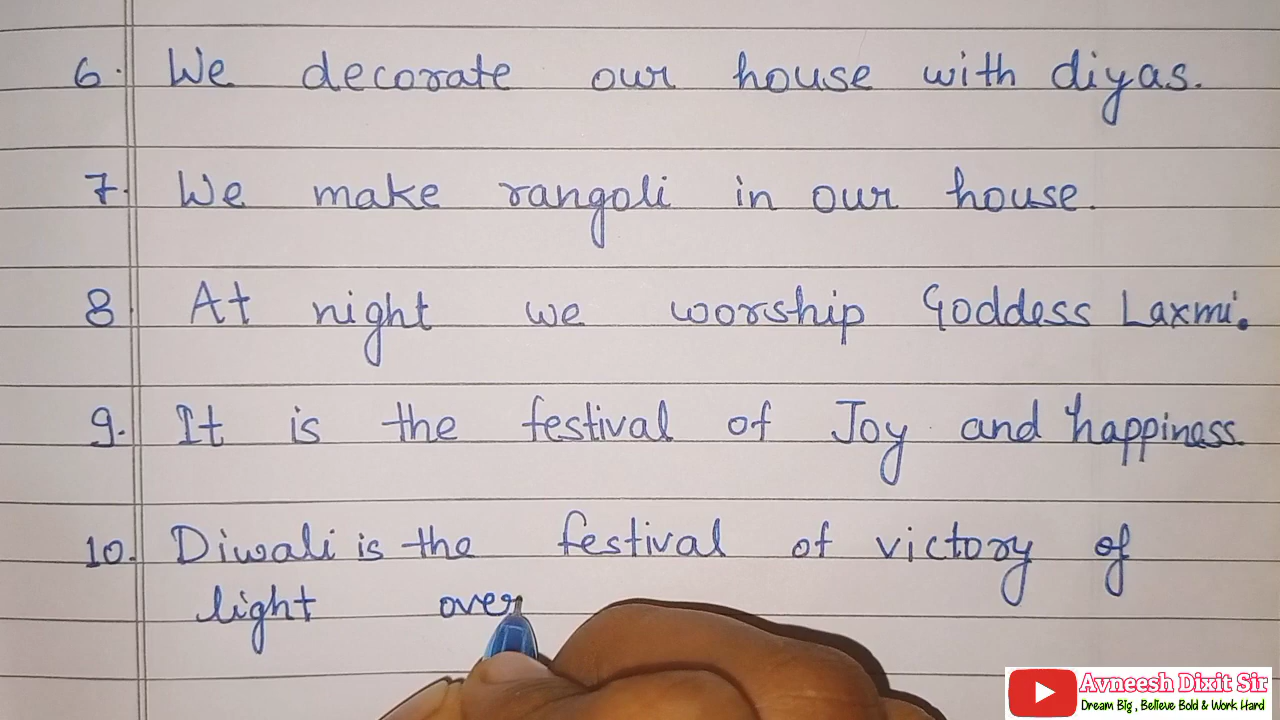 6. We decorate our house with diyas.
7. We make rangoli in our house.
8. At night we worship Goddess Laxmi.
9. It is the festival of Joy and happiness.
10. Diwali is the festival of victory of
light over
Avneesh Dixit Sir
Dream Big , Believe Bold & Work Hard